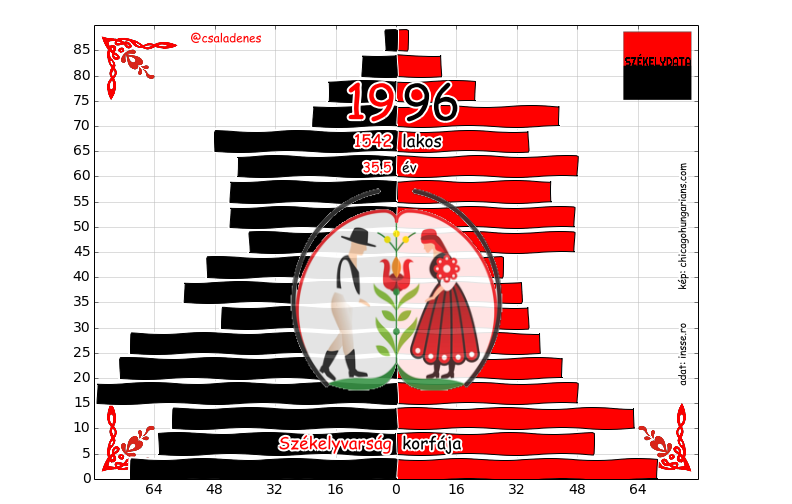 @csaladenes
SZÉKELYDATA
1996
1542 lakos
35.5 év
kép: chicagohungarians.com
adat: insse.ro
Székelyvarság korfája
85
80
75
70
65
60
55
50
45
40
35
30
25
20
15
10
5
0
64 48 32 16 0 16 32 48 64